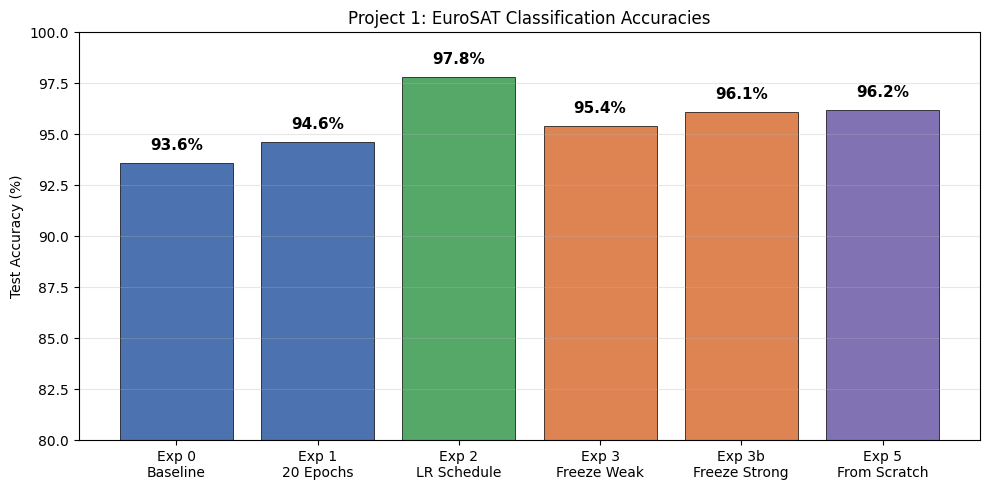 Project 1: EuroSAT Classification Accuracies
Test Accuracy (%)
100.0
97.5
95.0
92.5
90.0
87.5
85.0
82.5
80.0
93.6%
94.6%
97.8%
95.4%
96.1%
96.2%
Exp 0
Baseline
Exp 1
20 Epochs
Exp 2
LR Schedule
Exp 3
Freeze Weak
Exp 3b
Freeze Strong
Exp 5
From Scratch